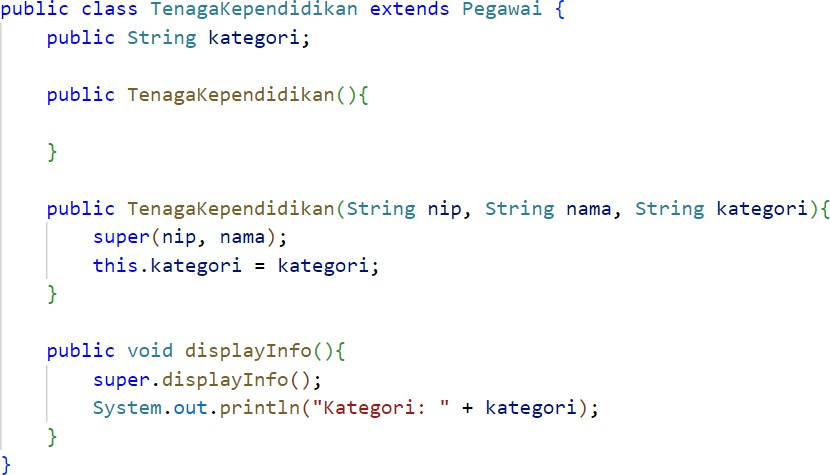 public class TenagaKependidikan extends Pegawai {
    public String kategori;

    public TenagaKependidikan(){

    }

    public TenagaKependidikan(String nip, String nama, String kategori){
        super(nip, nama);
        this.kategori = kategori;
    }

    public void displayInfo(){
        super.displayInfo();
        System.out.println("Kategori: " + kategori);
    }
}